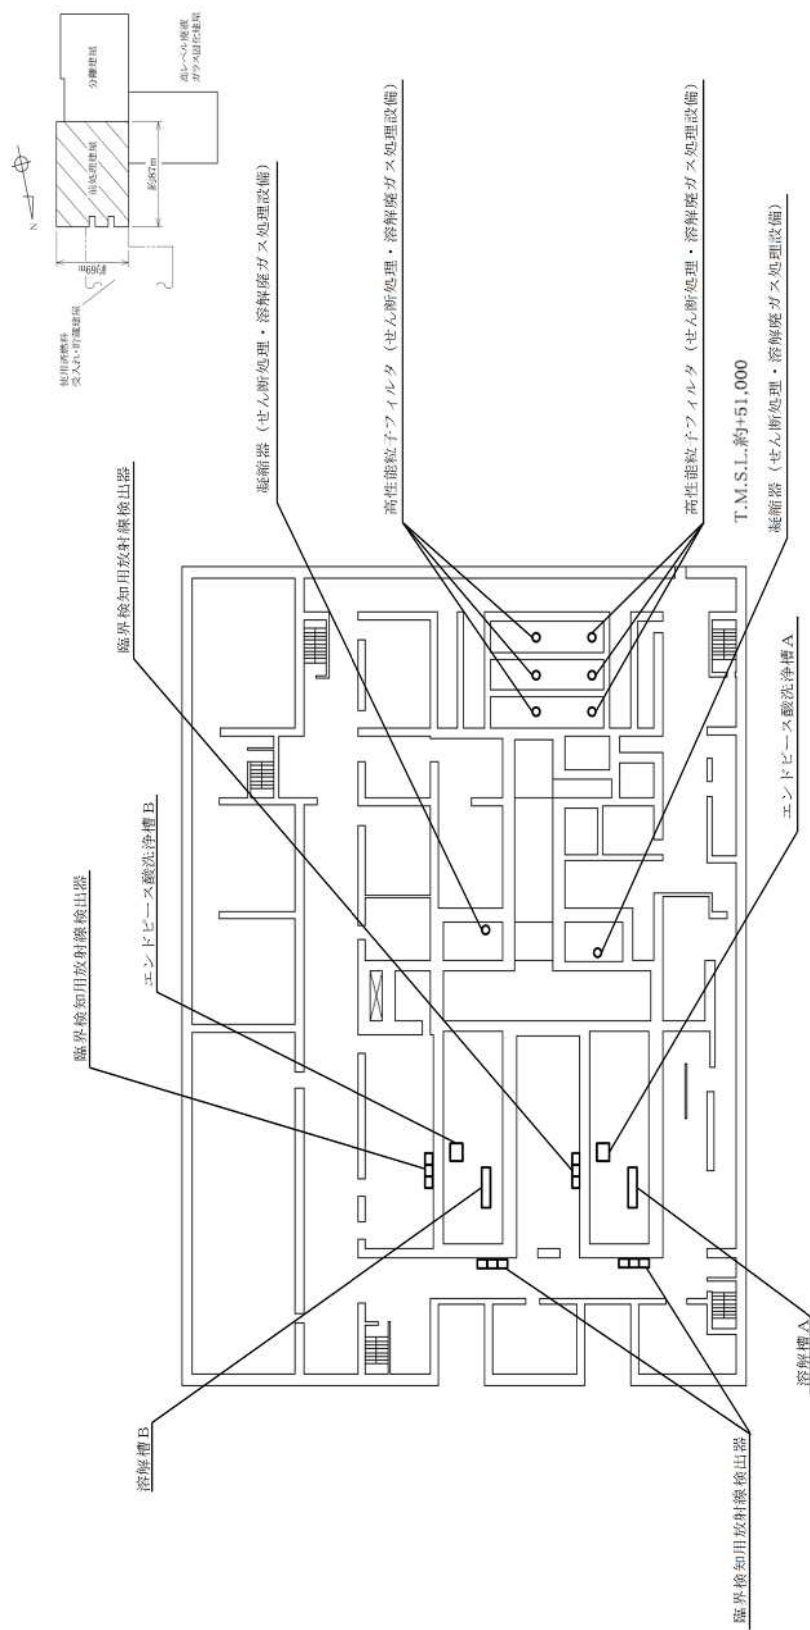 N
使用済燃料
受入れ・貯蔵建屋
前処理建屋
分離建屋
高レベル廃液
ガラス固化建屋
約69m
約87m
溶解槽B
臨界検知用放射線検出器
エンドピース酸洗浄槽B
臨界検知用放射線検出器
凝縮器（せん断処理・溶解廃ガス処理設備）
高性能粒子フィルタ（せん断処理・溶解廃ガス処理設備）
高性能粒子フィルタ（せん断処理・溶解廃ガス処理設備）
T.M.S.L.約+51,000
凝縮器（せん断処理・溶解廃ガス処理設備）
エンドピース酸洗浄槽A
溶解槽A
臨界検知用放射線検出器